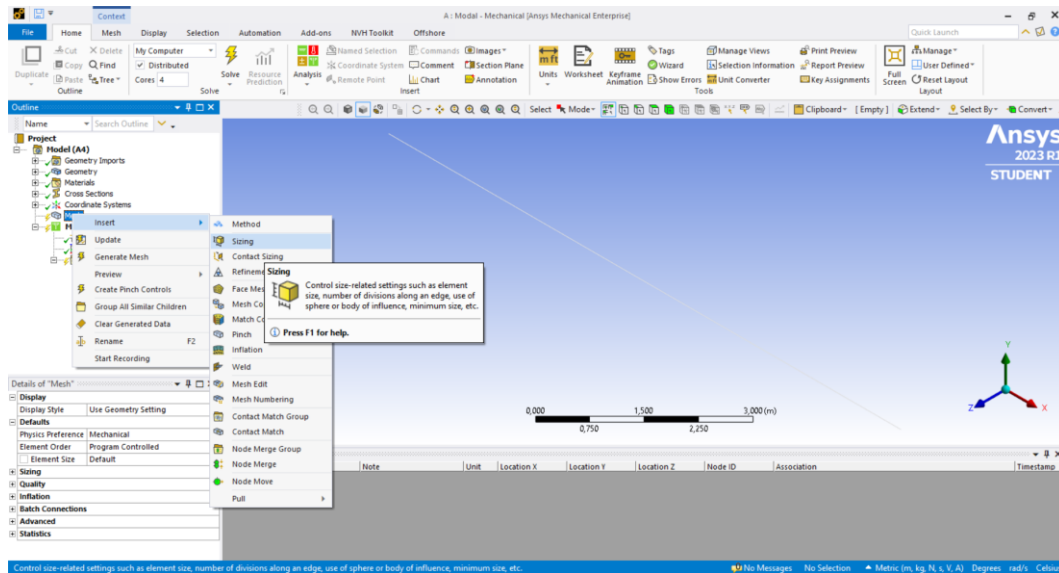 Context
A : Modal - Mechanical [Ansys Mechanical Enterprise]
File Home Mesh Display Selection Automation Add-ons NVH Toolkit Offshore Quick Launch
Duplicate
Cut
Copy
Paste
Delete
Find
Tree
Outline
My Computer
Distributed
Cores 4
Solve
Resource Prediction
Solve
Analysis
Named Selection
Coordinate System
Remote Point
Commands
Comment
Chart
Images
Section Plane
Annotation
Insert
Units
Worksheet
Keyframe Animation
Tags
Wizard
Show Errors
Manage Views
Selection Information
Unit Converter
Print Preview
Report Preview
Key Assignments
Tools
Full Screen
Manage
User Defined
Reset Layout
Layout
Outline
Name Search Outline
Select Mode Clipboard [ Empty ] Extend Select By Convert
Project
Model (A4)
Geometry Imports
Geometry
Materials
Cross Sections
Coordinate Systems
Insert
Update
Generate Mesh
Preview
Create Pinch Controls
Group All Similar Children
Clear Generated Data
Rename F2
Start Recording
Method
Sizing
Contact Sizing
Refineme
Face Mes
Mesh Co
Match Co
Pinch
Inflation
Weld
Mesh Edit
Mesh Numbering
Contact Match Group
Contact Match
Node Merge Group
Node Merge
Node Move
Pull
Sizing
Control size-related settings such as element
size, number of divisions along an edge, use of
sphere or body of influence, minimum size, etc.
Press F1 for help.
Ansys
2023 R1
STUDENT
Y
Z X
0,000 1,500 3,000 (m)
0,750 2,250
Details of "Mesh"
Display
Display Style Use Geometry Setting
Defaults
Physics Preference Mechanical
Element Order Program Controlled
Element Size Default
Sizing
Quality
Inflation
Batch Connections
Advanced
Statistics
Note Unit Location X Location Y Location Z Node ID Association Timestamp
Control size-related settings such as element size, number of divisions along an edge, use of sphere or body of influence, minimum size, etc. No Messages No Selection Metric (m, kg, N, s, V, A) Degrees rad/s Celsius